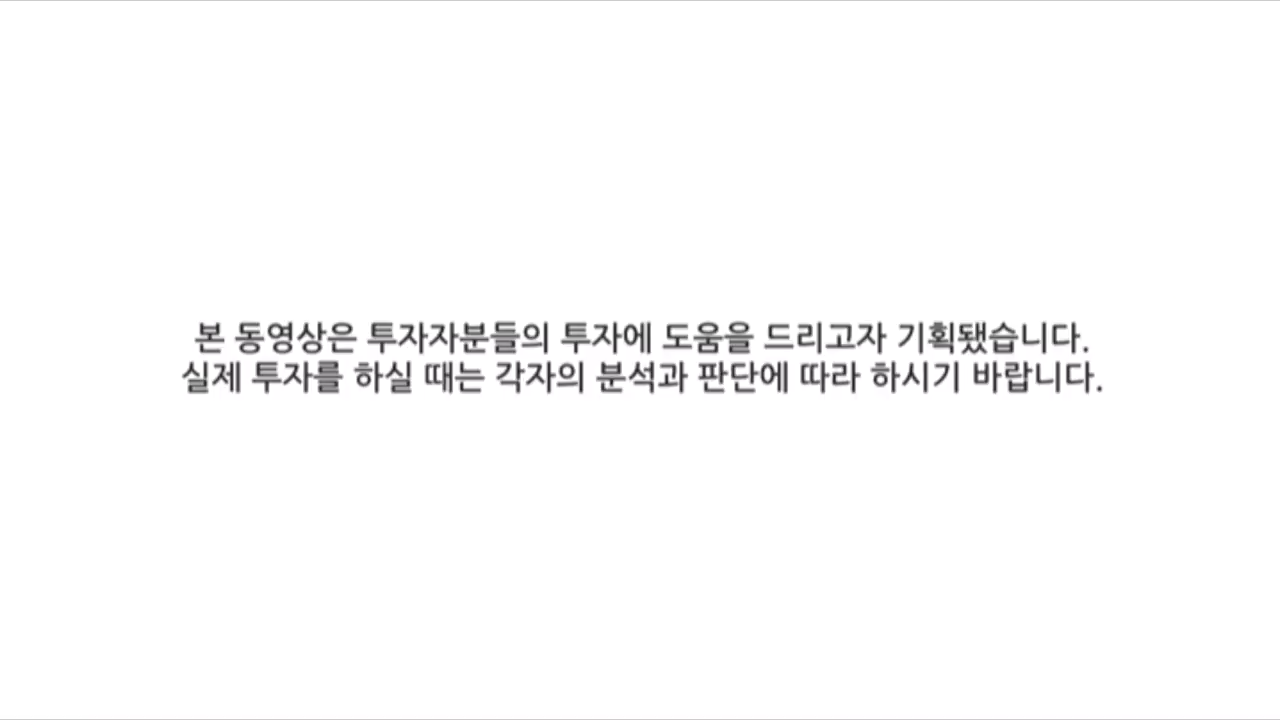 본 동영상은 투자자분들의 투자에 도움을 드리고자 기획됐습니다.
실제 투자를 하실 때는 각자의 분석과 판단에 따라 하시기 바랍니다.